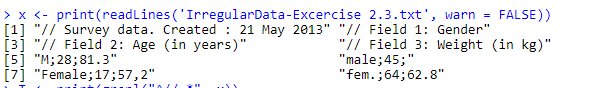 > x <- print(readLines('IrregularData-Excercise 2.3.txt', warn = FALSE))
[1] "// Survey data. Created : 21 May 2013" "// Field 1: Gender"
[3] "// Field 2: Age (in years)" "// Field 3: Weight (in kg)"
[5] "M;28;81.3" "male;45;"
[7] "Female;17;57,2" "fem.;64;62.8"